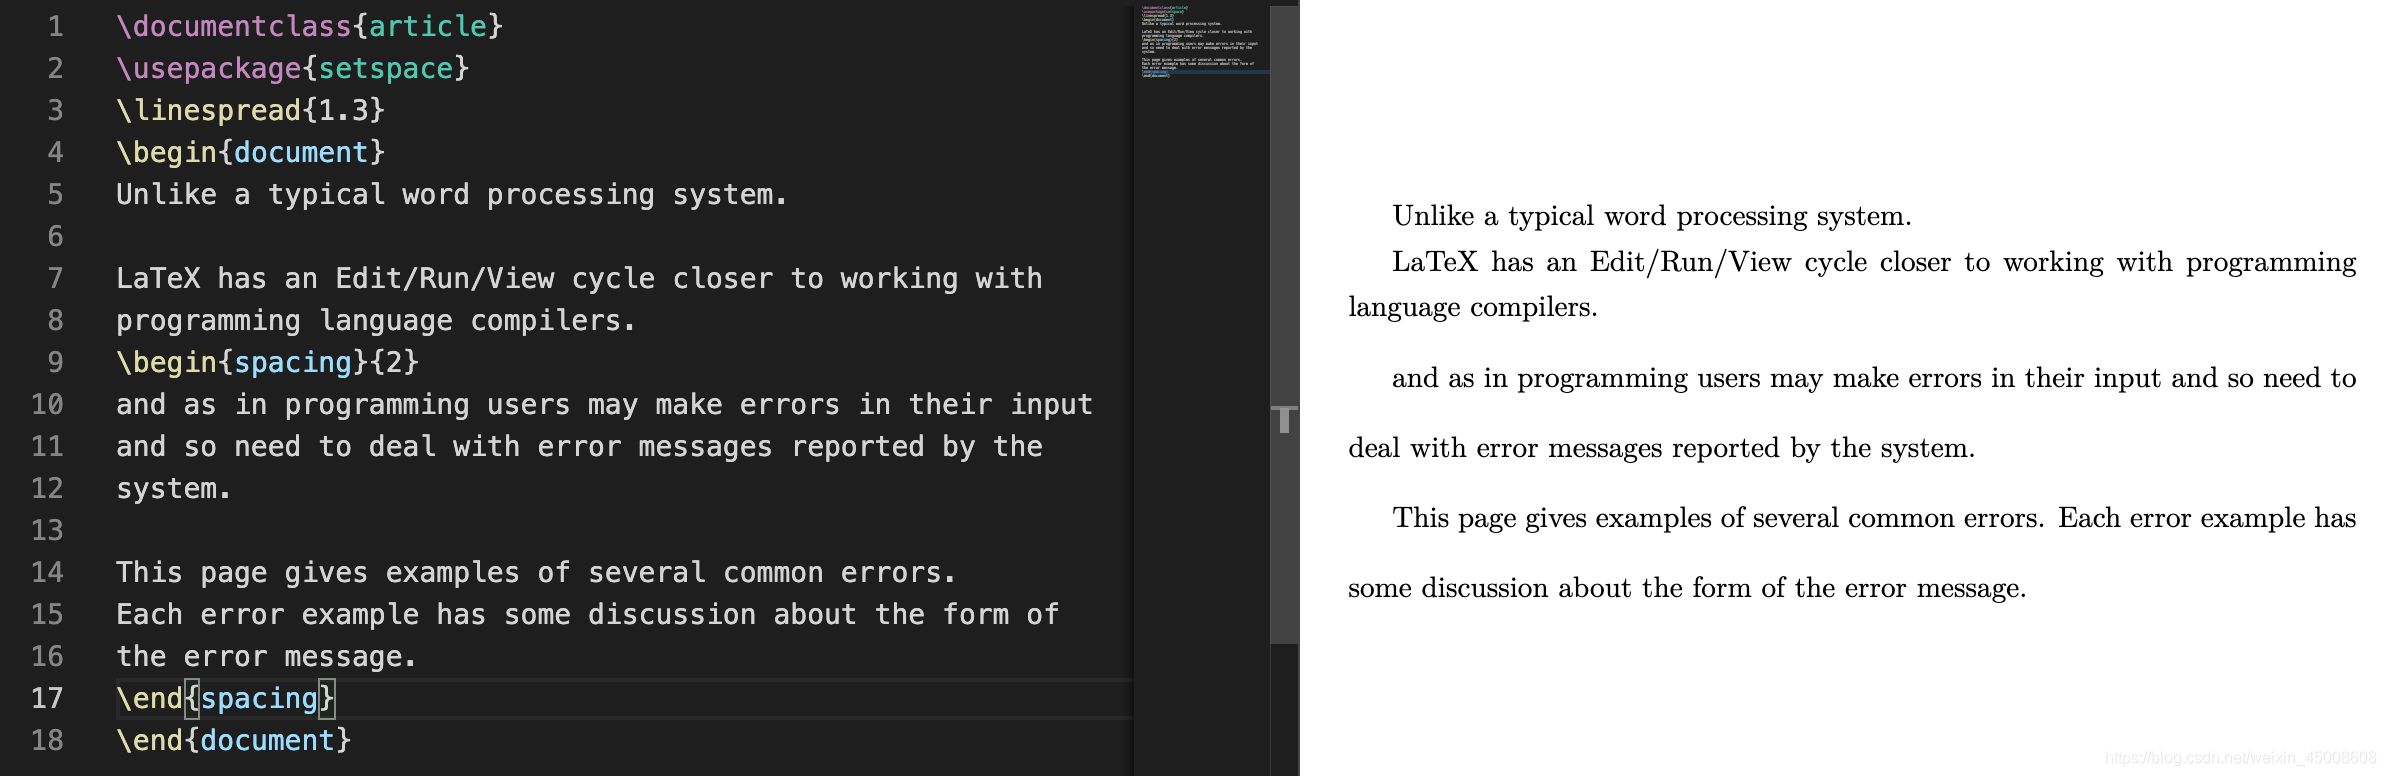 1 \documentclass{article}
2 \usepackage{setspace}
3 \linespread{1.3}
4 \begin{document}
5 Unlike a typical word processing system.
6
7 LaTeX has an Edit/Run/View cycle closer to working with
8 programming language compilers.
9 \begin{spacing}{2}
10 and as in programming users may make errors in their input
11 and so need to deal with error messages reported by the
12 system.
13
14 This page gives examples of several common errors.
15 Each error example has some discussion about the form of
16 the error message.
17 \end{spacing}
18 \end{document}
Unlike a typical word processing system.
LaTeX has an Edit/Run/View cycle closer to working with programming
language compilers.
and as in programming users may make errors in their input and so need to
deal with error messages reported by the system.
This page gives examples of several common errors. Each error example has
some discussion about the form of the error message.
https://blog.csdn.net/weixin_45008608